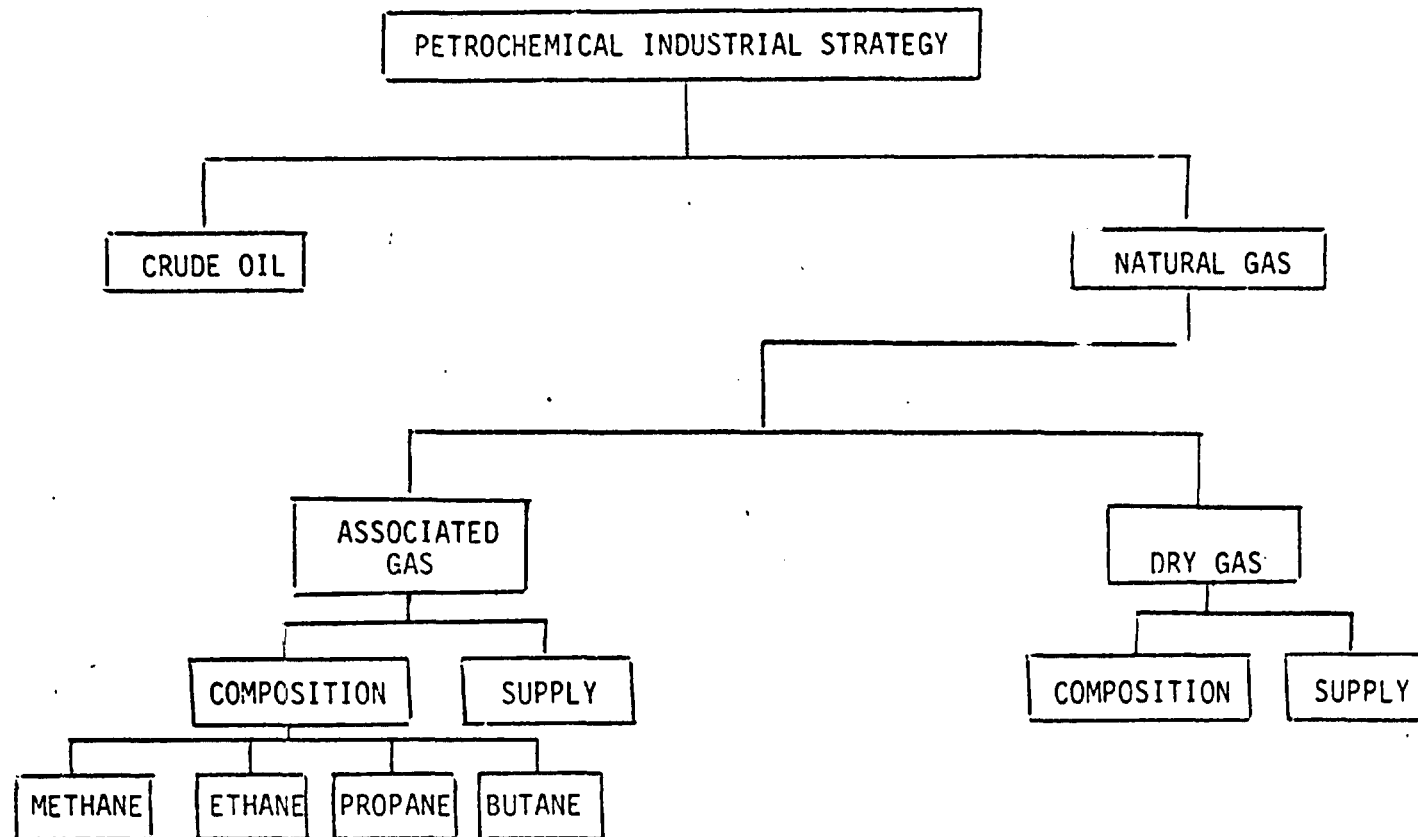 PETROCHEMICAL INDUSTRIAL STRATEGY
CRUDE OIL
NATURAL GAS
ASSOCIATED
GAS
DRY GAS
COMPOSITION
SUPPLY
COMPOSITION
SUPPLY
METHANE
ETHANE
PROPANE
BUTANE